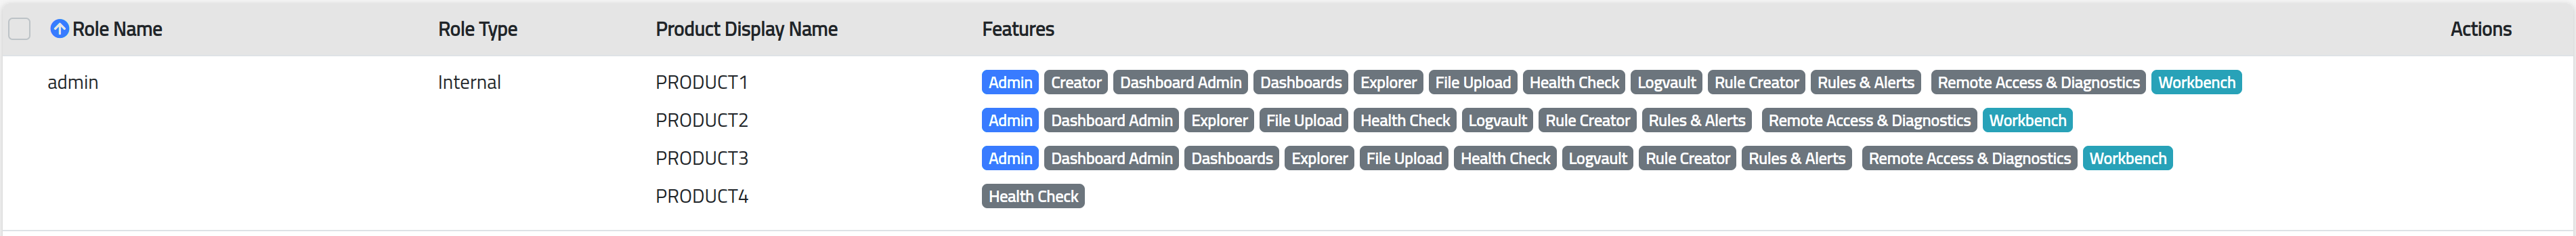 Role Name Role Type Product Display Name Features Actions
admin Internal PRODUCT1 Admin Creator Dashboard Admin Dashboards Explorer File Upload Health Check Logvault Rule Creator Rules & Alerts Remote Access & Diagnostics Workbench
PRODUCT2 Admin Dashboard Admin Explorer File Upload Health Check Logvault Rule Creator Rules & Alerts Remote Access & Diagnostics Workbench
PRODUCT3 Admin Dashboard Admin Dashboards Explorer File Upload Health Check Logvault Rule Creator Rules & Alerts Remote Access & Diagnostics Workbench
PRODUCT4 Health Check